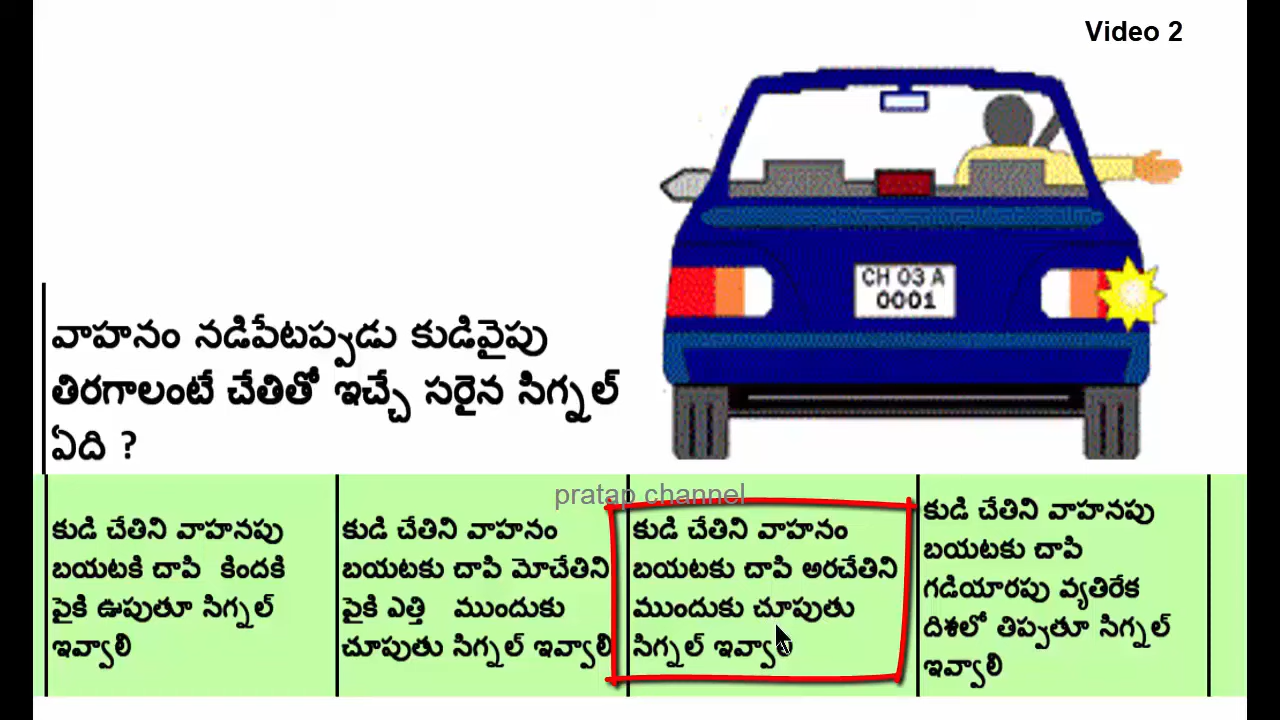 Video 2
CH 03 A
0001
వాహనం నడిపేటప్పుడు కుడివైపు
తిరగాలంటే చేతితో ఇచ్చే సరైన సిగ్నల్
ఏది ?
pratap channel
కుడి చేతిని వాహనపు
బయటకి దాపి కిందకి
పైకి ఊపుతూ సిగ్నల్
ఇవ్వాలి
కుడి చేతిని వాహనం
బయటకు దాపి మోచేతిని
పైకి ఎత్తి ముందుకు
చూపుతు సిగ్నల్ ఇవ్వాలి
కుడి చేతిని వాహనం
బయటకు దాపి అరచేతిని
ముందుకు చూపుతు
సిగ్నల్ ఇవ్వాలి
కుడి చేతిని వాహనపు
బయటకు దాపి
గడియారపు వ్యతిరేక
దిశలో తిప్పుతూ సిగ్నల్
ఇవ్వాలి